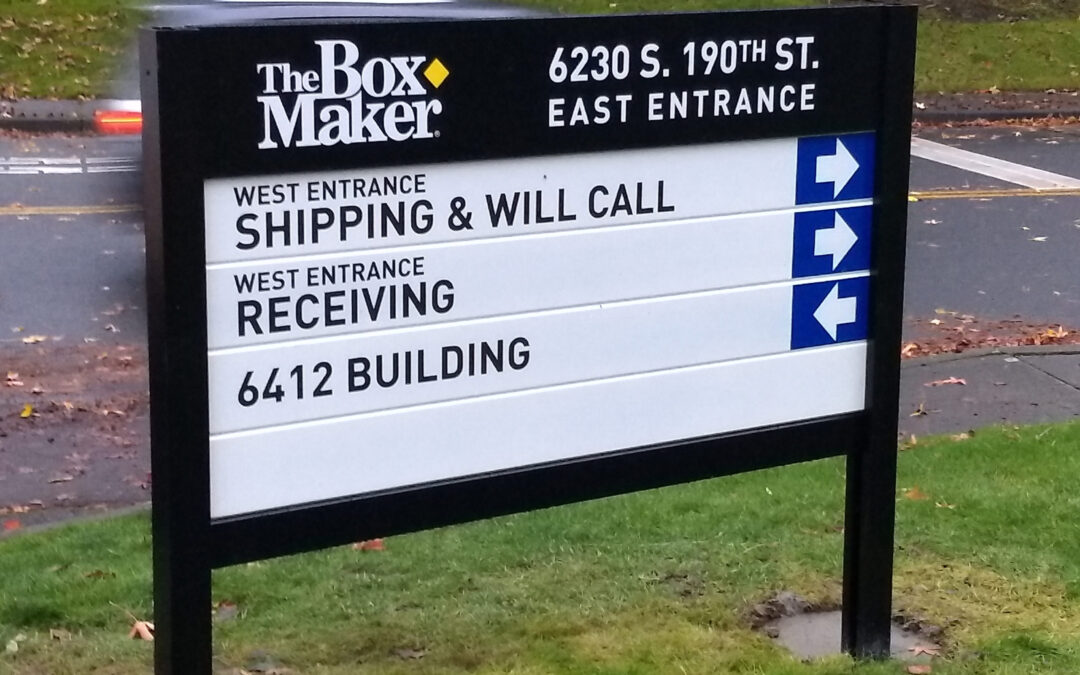 The Box
Maker
6230 S. 190TH ST.
EAST ENTRANCE
WEST ENTRANCE
SHIPPING & WILL CALL
WEST ENTRANCE
RECEIVING
6412 BUILDING